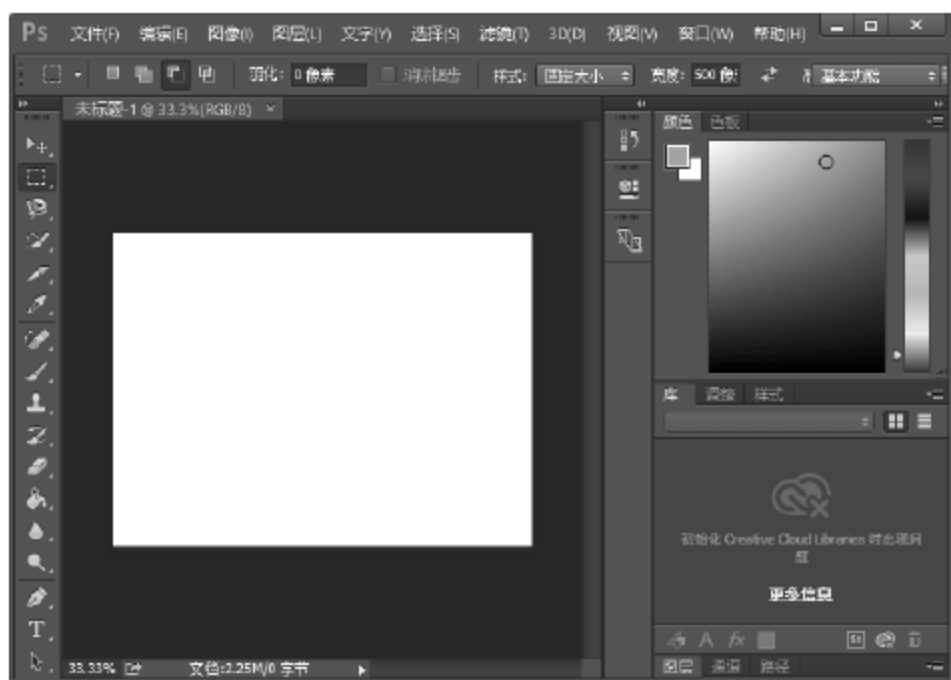 Ps 文件(F) 编辑(E) 图像(I) 图层(L) 文字(Y) 选择(S) 滤镜(T) 3D(D) 视图(V) 窗口(W) 帮助(H)
羽化: 0 像素 消除锯齿 样式: 固定大小 宽度: 500 像 基本功能
未标题-1 @ 33.3%(RGB/8) ×
颜色 色板
库 调整 样式
初始化 Creative Cloud Libraries 时出现问
题
更多信息
A fx St
T
33.33% 文档:2.25M/0 字节
图层 通道 路径